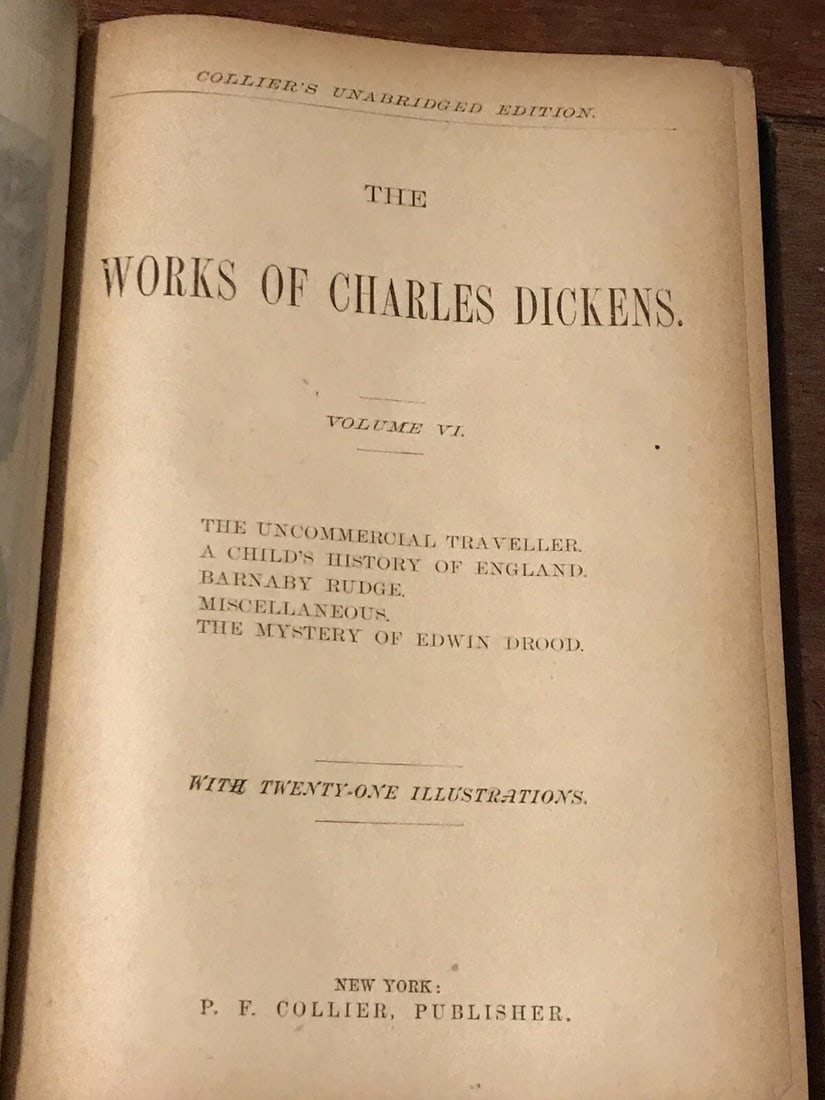 COLLIER'S UNABRIDGED EDITION.
THE
WORKS OF CHARLES DICKENS.
VOLUME VI.
THE UNCOMMERCIAL TRAVELLER.
A CHILD'S HISTORY OF ENGLAND.
BARNABY RUDGE.
MISCELLANEOUS.
THE MYSTERY OF EDWIN DROOD.
WITH TWENTY-ONE ILLUSTRATIONS.
NEW YORK:
P. F. COLLIER, PUBLISHER.